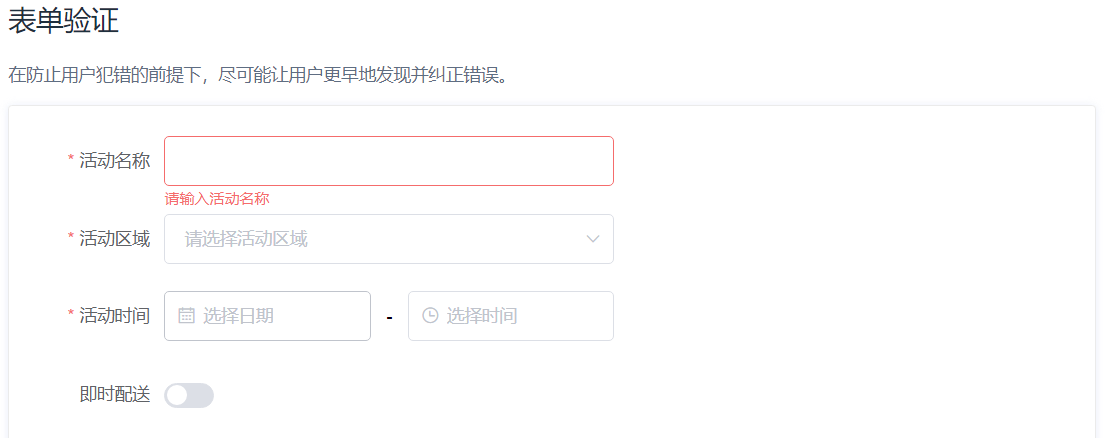 表单验证
在防止用户犯错的前提下，尽可能让用户更早地发现并纠正错误。
* 活动名称
请输入活动名称
* 活动区域 请选择活动区域
* 活动时间 选择日期 - 选择时间
即时配送